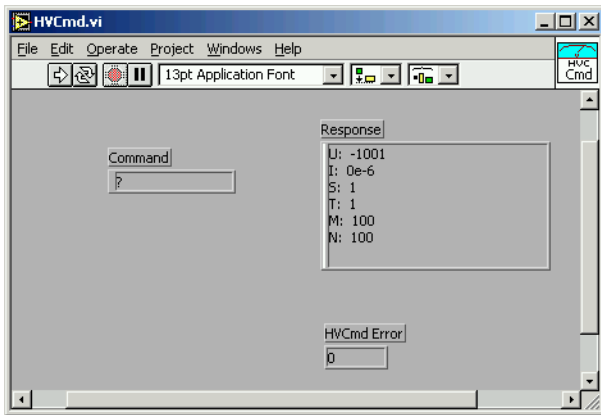 HVCmd.vi
File Edit Operate Project Windows Help
13pt Application Font
HVC
Cmd
Response
Command
?
U: -1001
I: 0e-6
S: 1
T: 1
M: 100
N: 100
HVCmd Error
0